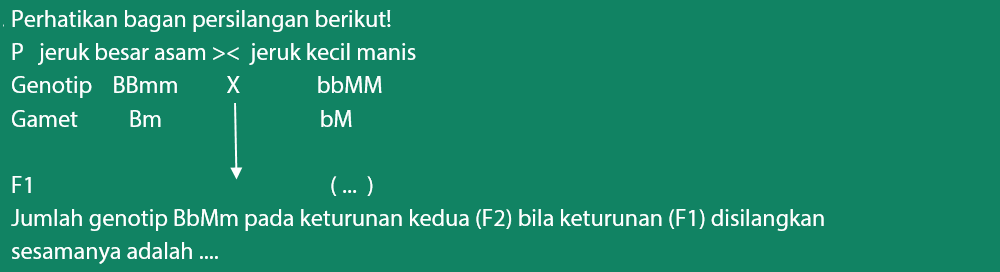 . Perhatikan bagan persilangan berikut!
P jeruk besar asam >< jeruk kecil manis
Genotip BBmm X bbMM
Gamet Bm bM
F1 ( ... )
Jumlah genotip BbMm pada keturunan kedua (F2) bila keturunan (F1) disilangkan
sesamanya adalah ....